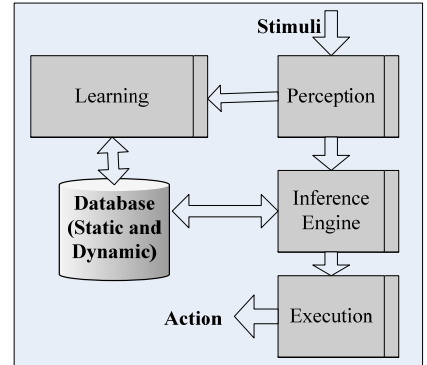 Stimuli
Learning
Perception
Database
(Static and
Dynamic)
Inference
Engine
Action
Execution